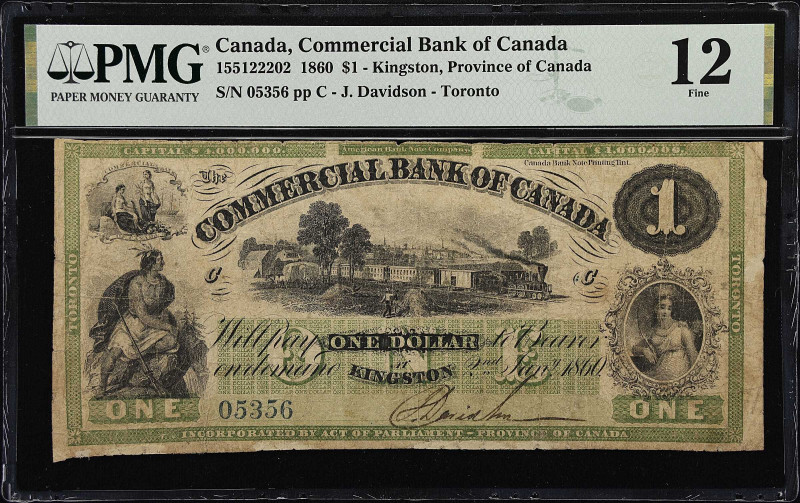 PMG®
PAPER MONEY GUARANTY
Canada, Commercial Bank of Canada
155122202 1860 $1 - Kingston, Province of Canada
S/N 05356 pp C - J. Davidson - Toronto
12
Fine
CAPITAL $4,000,000. American Bank Note Company. CAPITAL $4,000,000.
Canada Bank Note Printing Tint.
The
COMMERCIAL BANK OF CANADA
1
C C
TORONTO
TORONTO
Will pay ONE DOLLAR to Bearer
on demand at KINGSTON 2nd Jany. 1860
ONE 05356 ONE
INCORPORATED BY ACT OF PARLIAMENT - PROVINCE OF CANADA